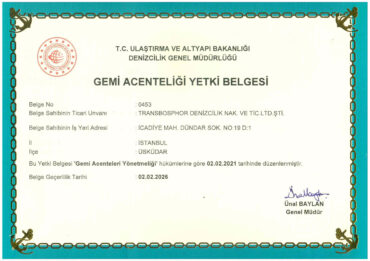 T.C. ULAŞTIRMA VE ALTYAPI BAKANLIĞI
DENİZCİLİK GENEL MÜDÜRLÜĞÜ
GEMİ ACENTELİĞİ YETKİ BELGESİ
Belge No : 0453
Belge Sahibinin Ticari Unvanı : TRANSBOSPHOR DENİZCİLİK NAK. VE TİC.LTD.ŞTİ.
Belge Sahibinin İş Yeri Adresi : İCADİYE MAH. DÜNDAR SOK. NO:19 D:1
İl : İSTANBUL
İlçe : ÜSKÜDAR
Bu Yetki Belgesi "Gemi Acenteleri Yönetmeliği" hükümlerine göre 02.02.2021 tarihinde düzenlenmiştir.
Belge Geçerlilik Tarihi : 02.02.2026
Ünal BAYLAN
Genel Müdür